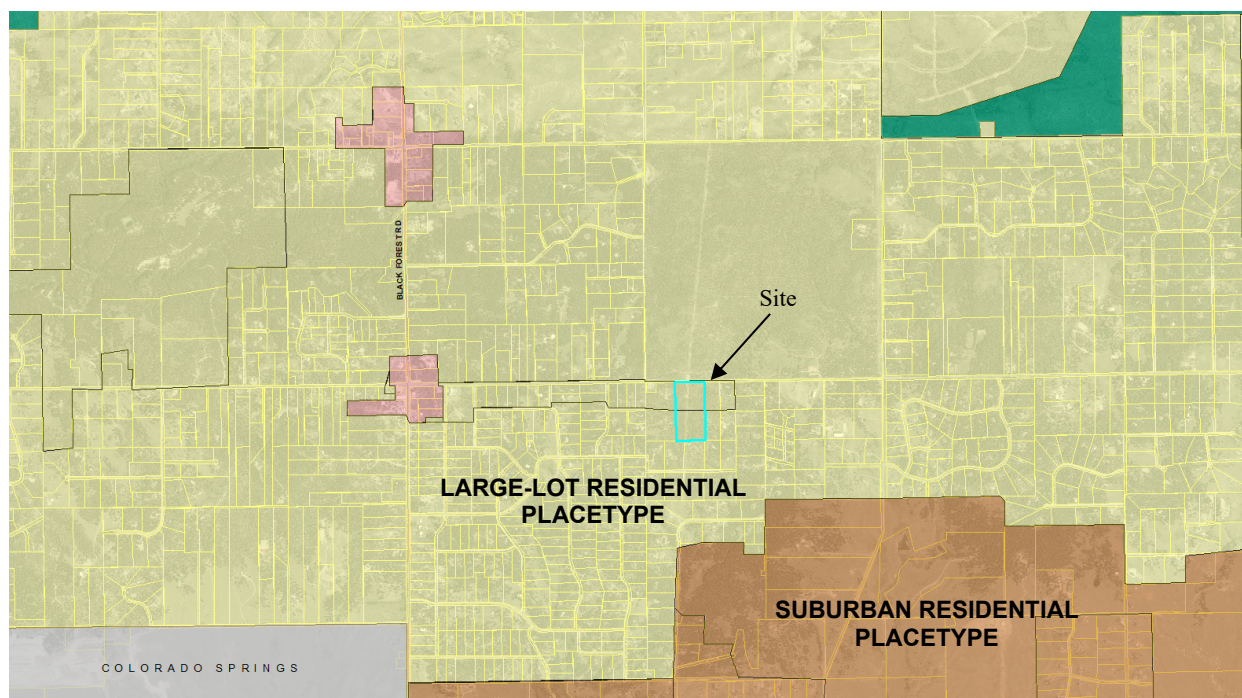 BLACK FOREST RD
Site
LARGE-LOT RESIDENTIAL
PLACETYPE
SUBURBAN RESIDENTIAL
PLACETYPE
COLORADO SPRINGS